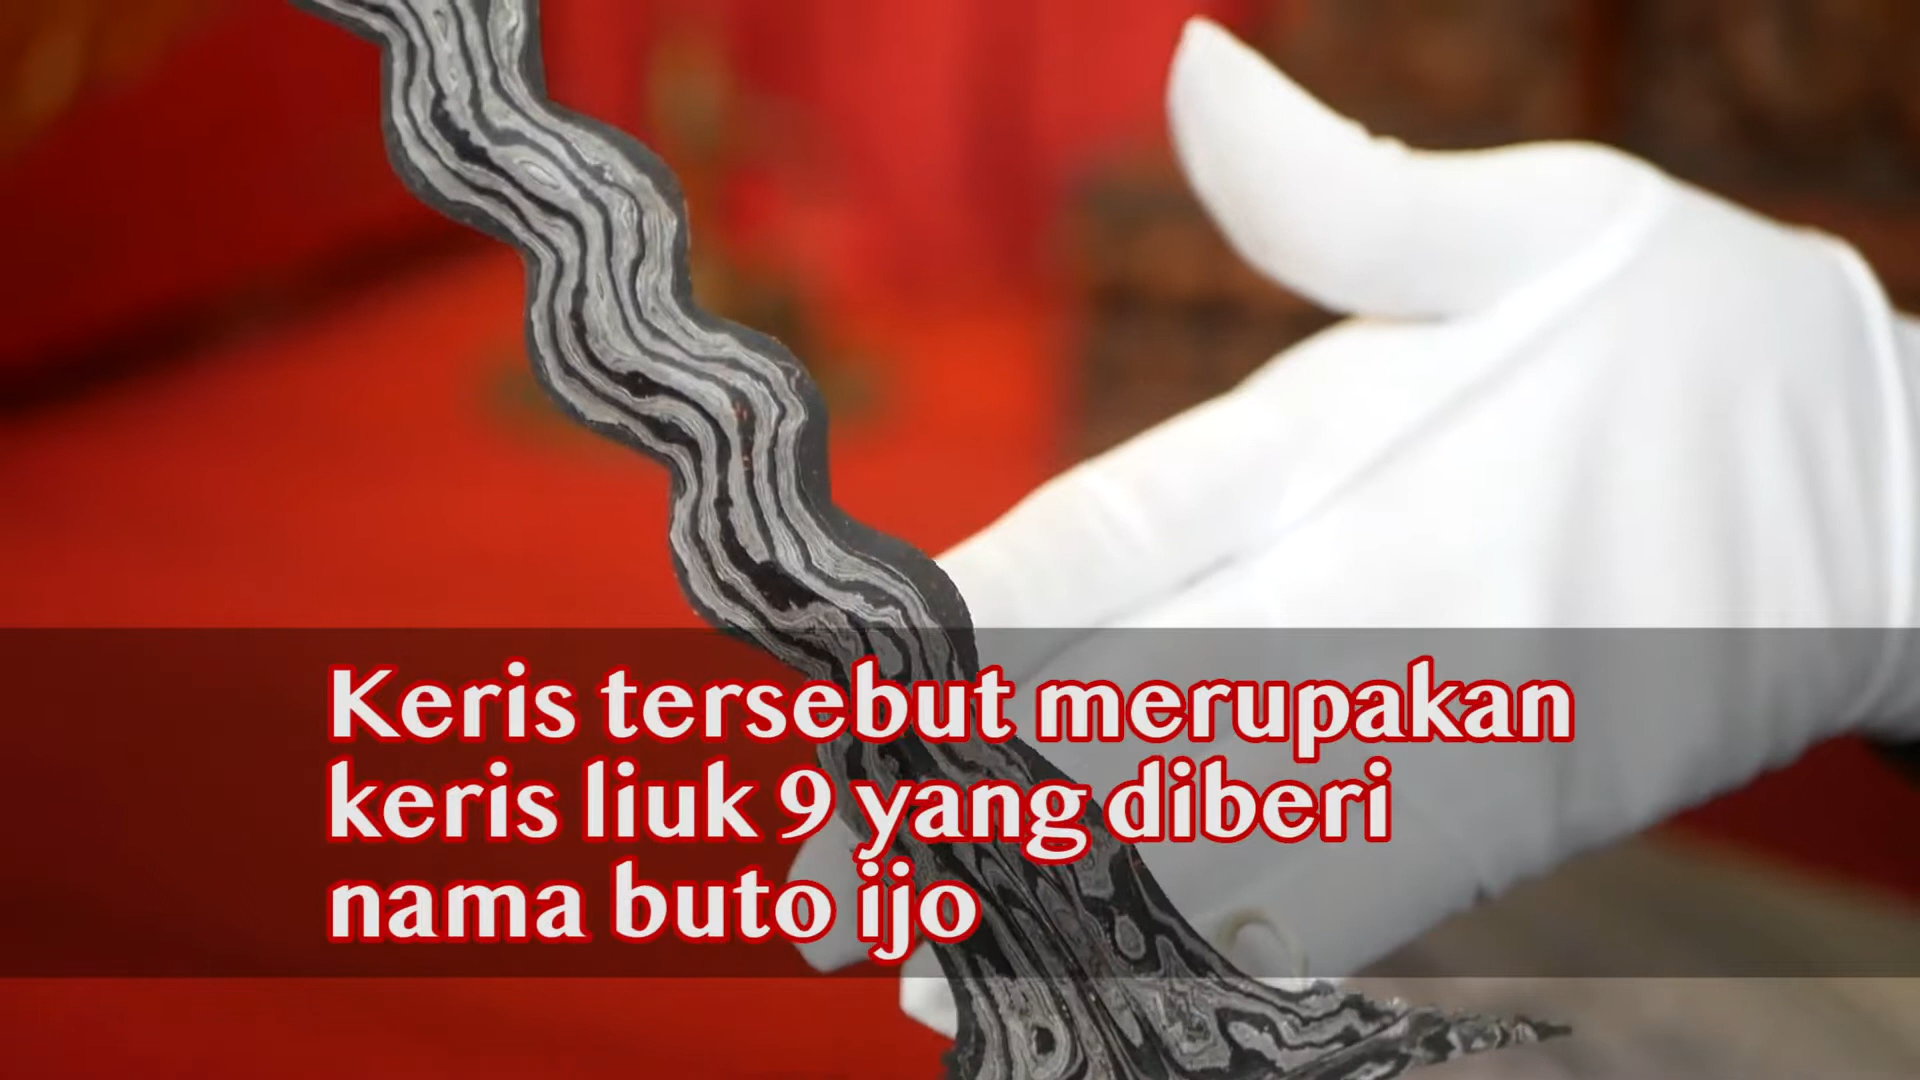 Keris tersebut merupakan
keris liuk 9 yang diberi
nama buto ijo